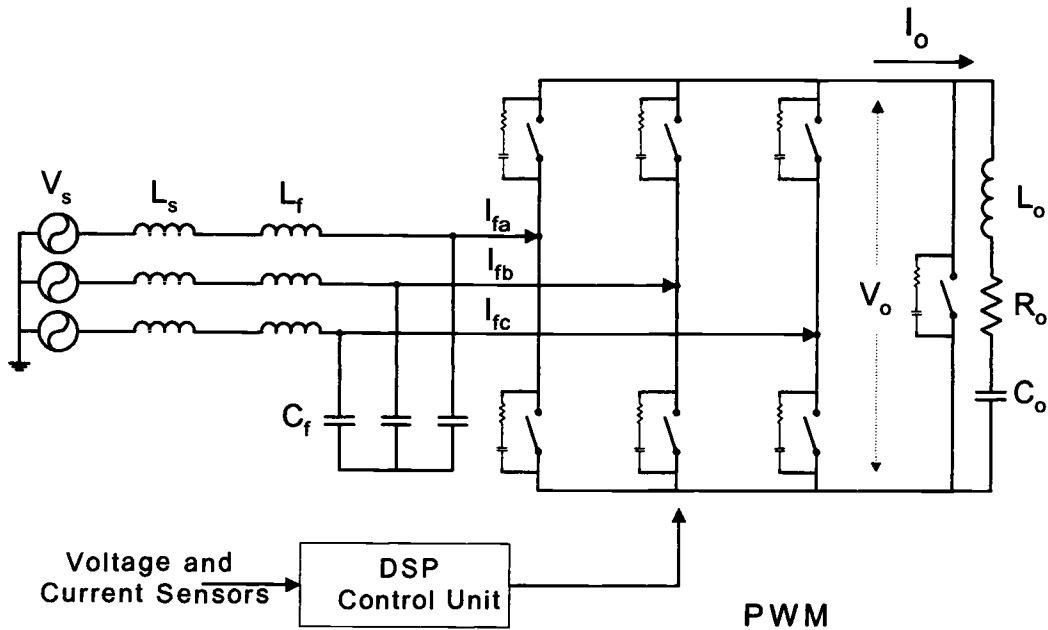 I_o
V_s
L_s
L_f
I_fa
I_fb
I_fc
C_f
V_o
L_o
R_o
C_o
Voltage and
Current Sensors
DSP
Control Unit
PWM